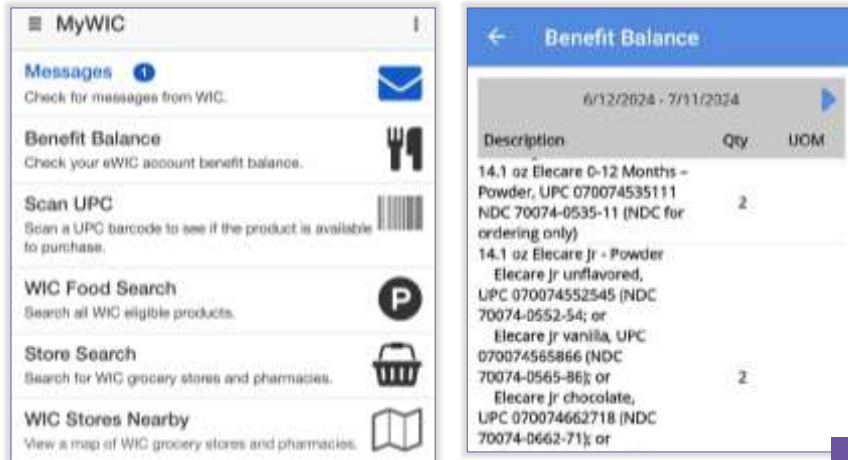 MyWIC
Messages 1
Check for messages from WIC.
Benefit Balance
Check your eWIC account benefit balance.
Scan UPC
Scan a UPC barcode to see if the product is available
to purchase.
WIC Food Search
Search all WIC eligible products.
P
Store Search
Search for WIC grocery stores and pharmacies.
WIC Stores Nearby
View a map of WIC grocery stores and pharmacies.
Benefit Balance
6/12/2024 - 7/11/2024
Description Qty UOM
14.1 oz Elecare 0-12 Months –
Powder, UPC 070074535111
NDC 70074-0535-11 (NDC for
ordering only)
2
14.1 oz Elecare Jr - Powder
Elecare Jr unflavored,
UPC 070074552545 (NDC
70074-0552-54; or
Elecare Jr vanilla, UPC
070074565866 (NDC
70074-0565-86); or
2
Elecare Jr chocolate,
UPC 070074662718 (NDC
70074-0662-71); or